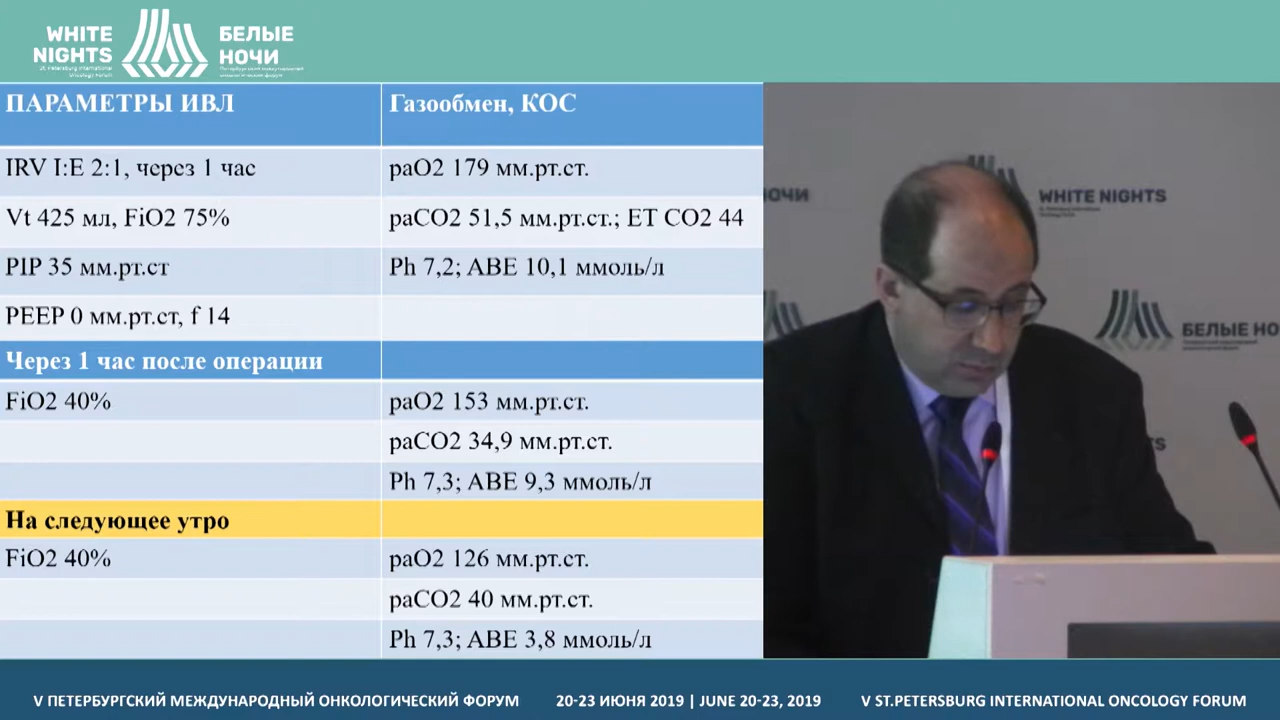 WHITE
NIGHTS
БЕЛЫЕ
НОЧИ
ПАРАМЕТРЫ ИВЛ
Газообмен, КОС
IRV I:E 2:1, через 1 час
paO2 179 мм.рт.ст.
Vt 425 мл, FiO2 75%
paCO2 51,5 мм.рт.ст.; ET CO2 44
PIP 35 мм.рт.ст
Ph 7,2; ABE 10,1 ммоль/л
PEEP 0 мм.рт.ст, f 14
Через 1 час после операции
FiO2 40%
paO2 153 мм.рт.ст.
paCO2 34,9 мм.рт.ст.
Ph 7,3; ABE 9,3 ммоль/л
На следующее утро
FiO2 40%
paO2 126 мм.рт.ст.
paCO2 40 мм.рт.ст.
Ph 7,3; ABE 3,8 ммоль/л
НОЧИ
WHITE NIGHTS
БЕЛЫЕ НО
V ПЕТЕРБУРГСКИЙ МЕЖДУНАРОДНЫЙ ОНКОЛОГИЧЕСКИЙ ФОРУМ
20-23 ИЮНЯ 2019 | JUNE 20-23, 2019
V ST.PETERSBURG INTERNATIONAL ONCOLOGY FORUM